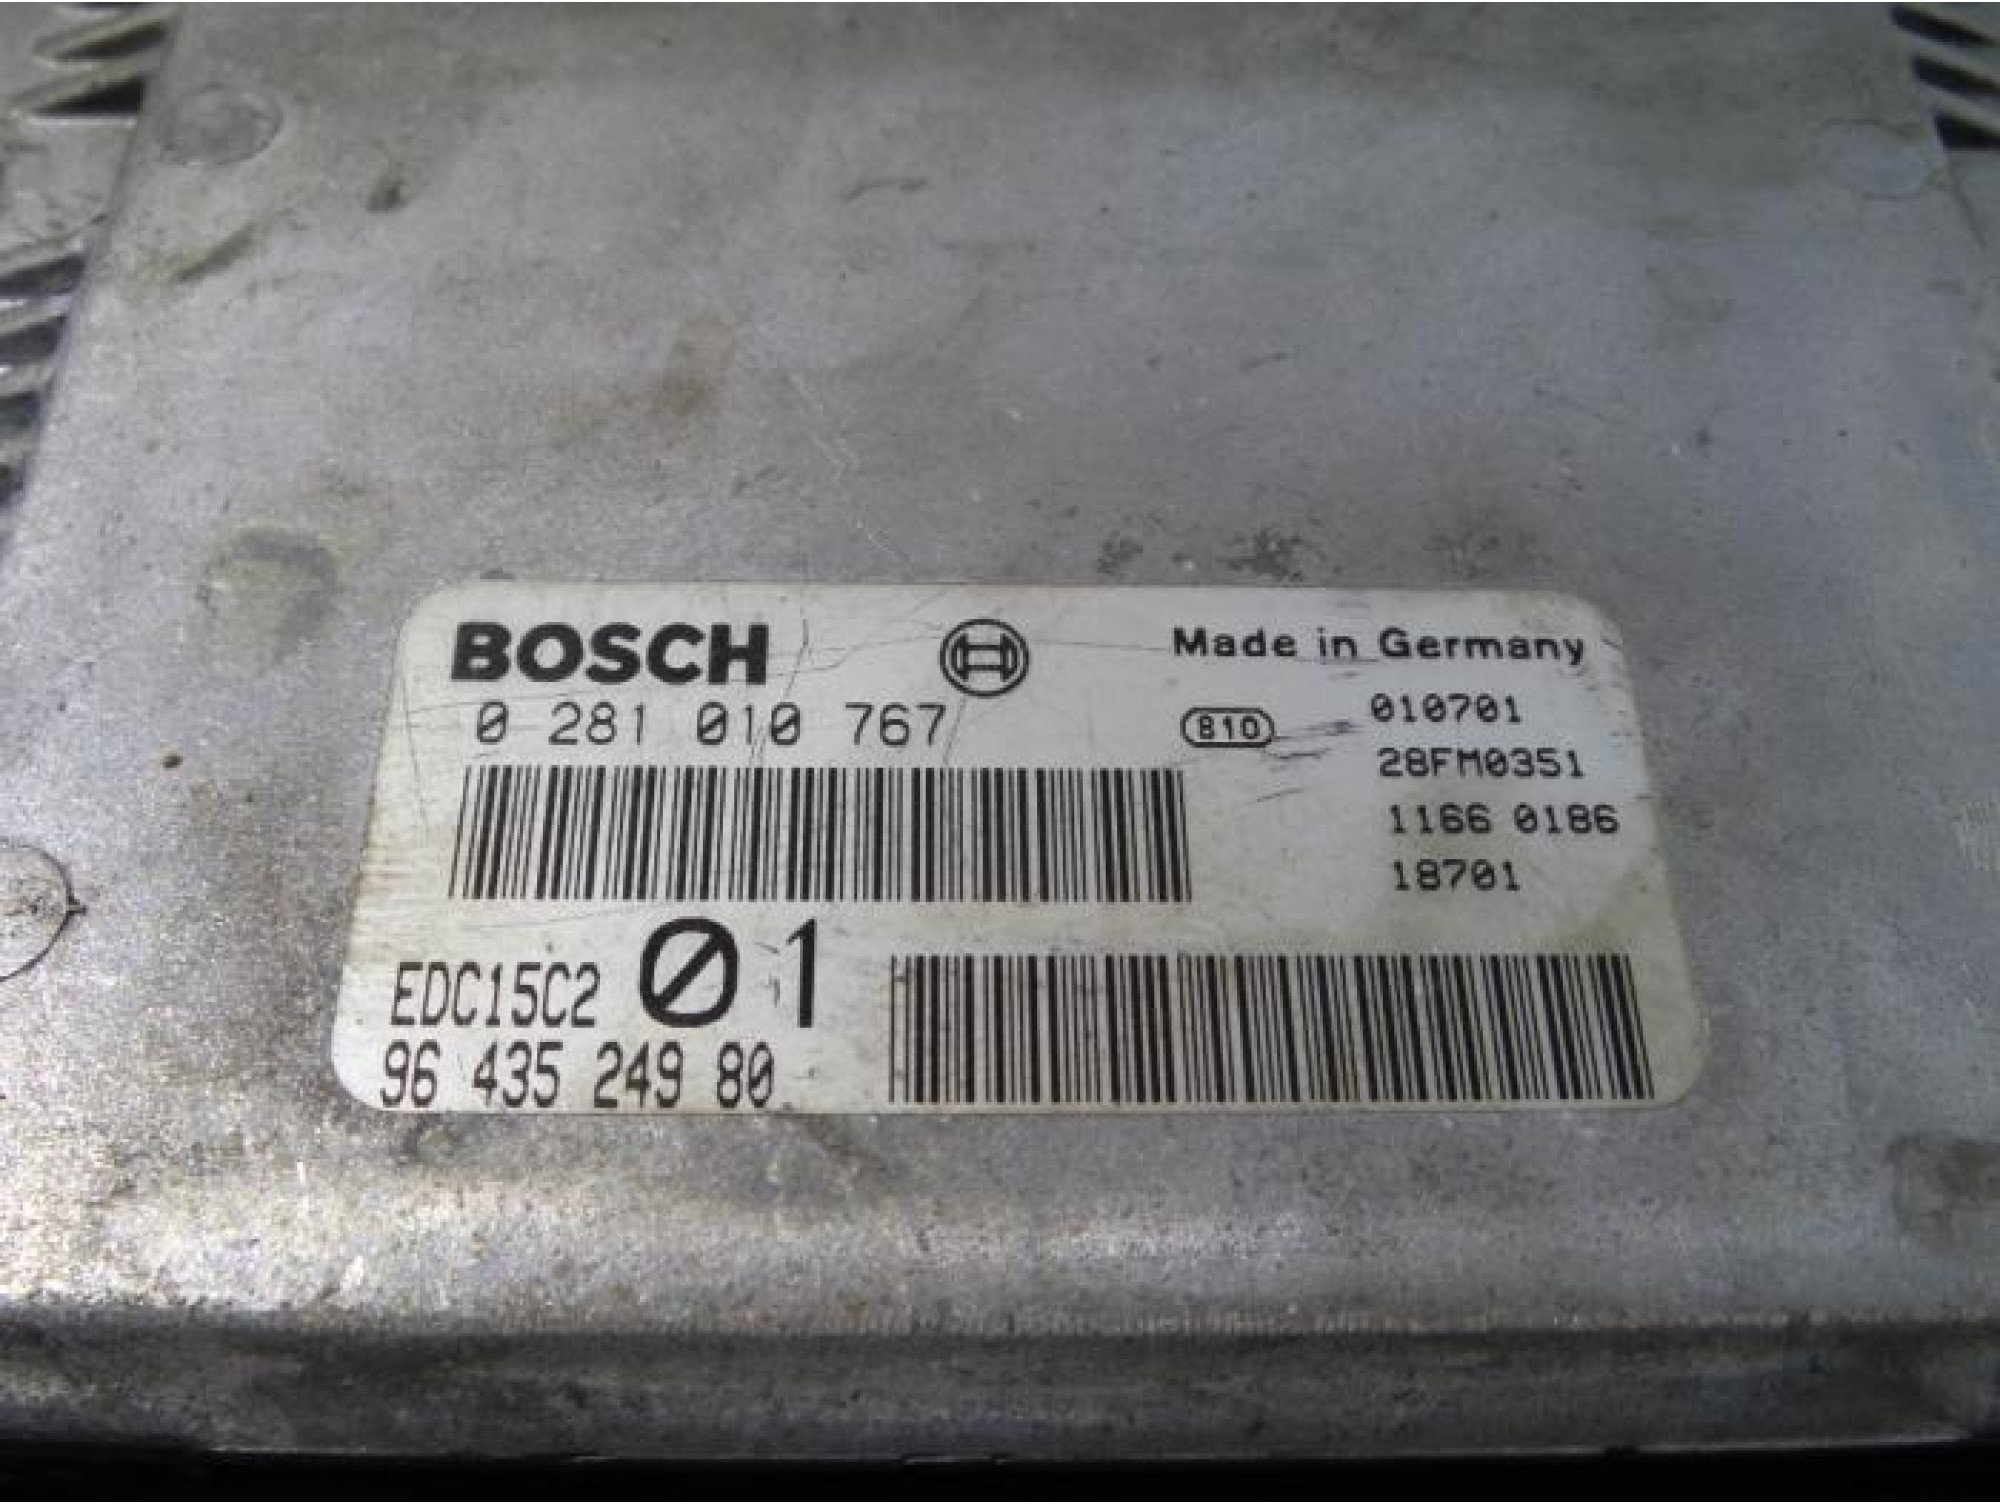 BOSCH
Made in Germany
0 281 010 767
810
010701
28FM0351
1166 0186
18701
EDC15C2 01
96 435 249 80